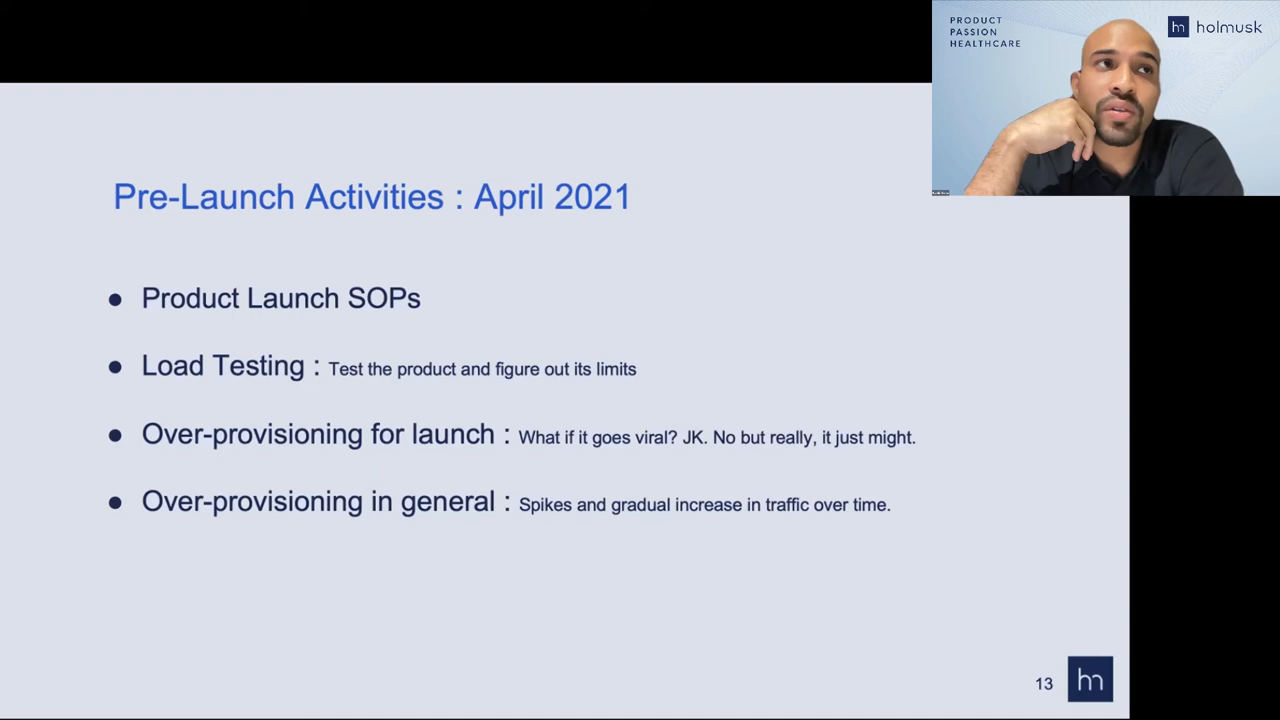 PRODUCT
PASSION
HEALTHCARE
hm holmusk
Pre-Launch Activities : April 2021
● Product Launch SOPs
● Load Testing : Test the product and figure out its limits
● Over-provisioning for launch : What if it goes viral? JK. No but really, it just might.
● Over-provisioning in general : Spikes and gradual increase in traffic over time.
13 hm